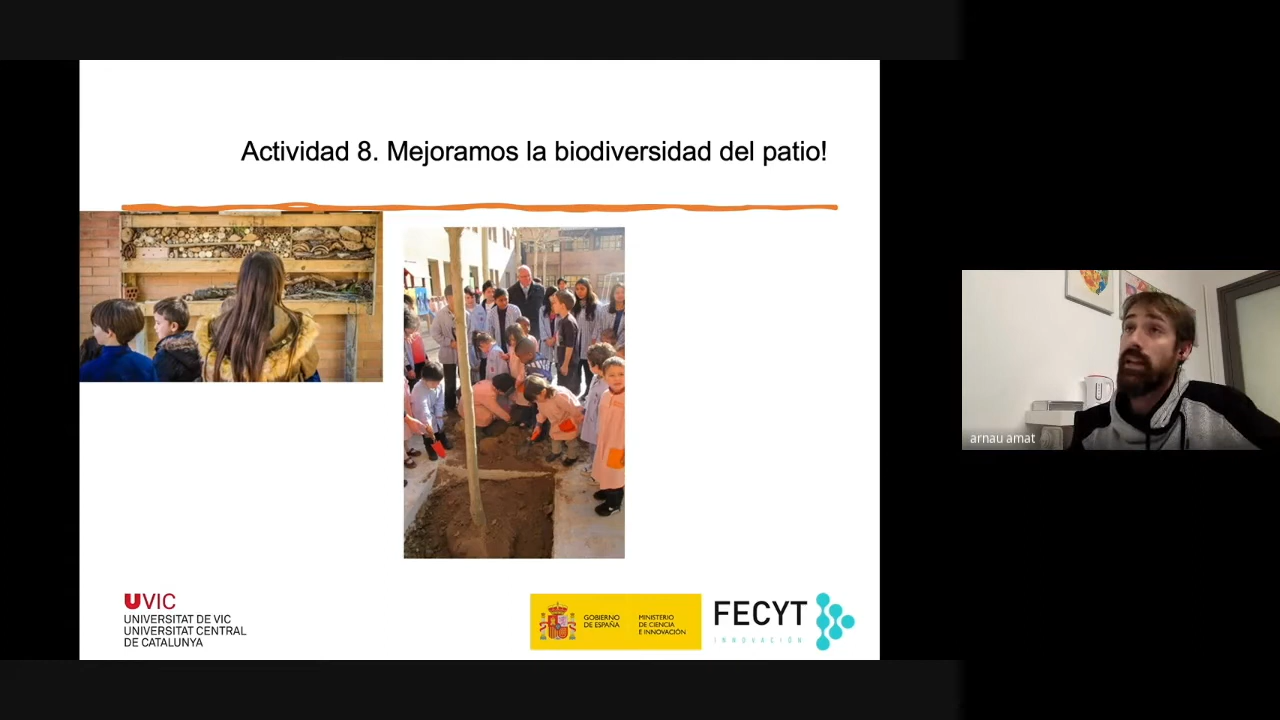 Actividad 8. Mejoramos la biodiversidad del patio!
arnau amat
UVIC
UNIVERSITAT DE VIC
UNIVERSITAT CENTRAL
DE CATALUNYA
GOBIERNO
DE ESPAÑA
MINISTERIO
DE CIENCIA
E INNOVACIÓN
FECYT
INNOVACIÓN